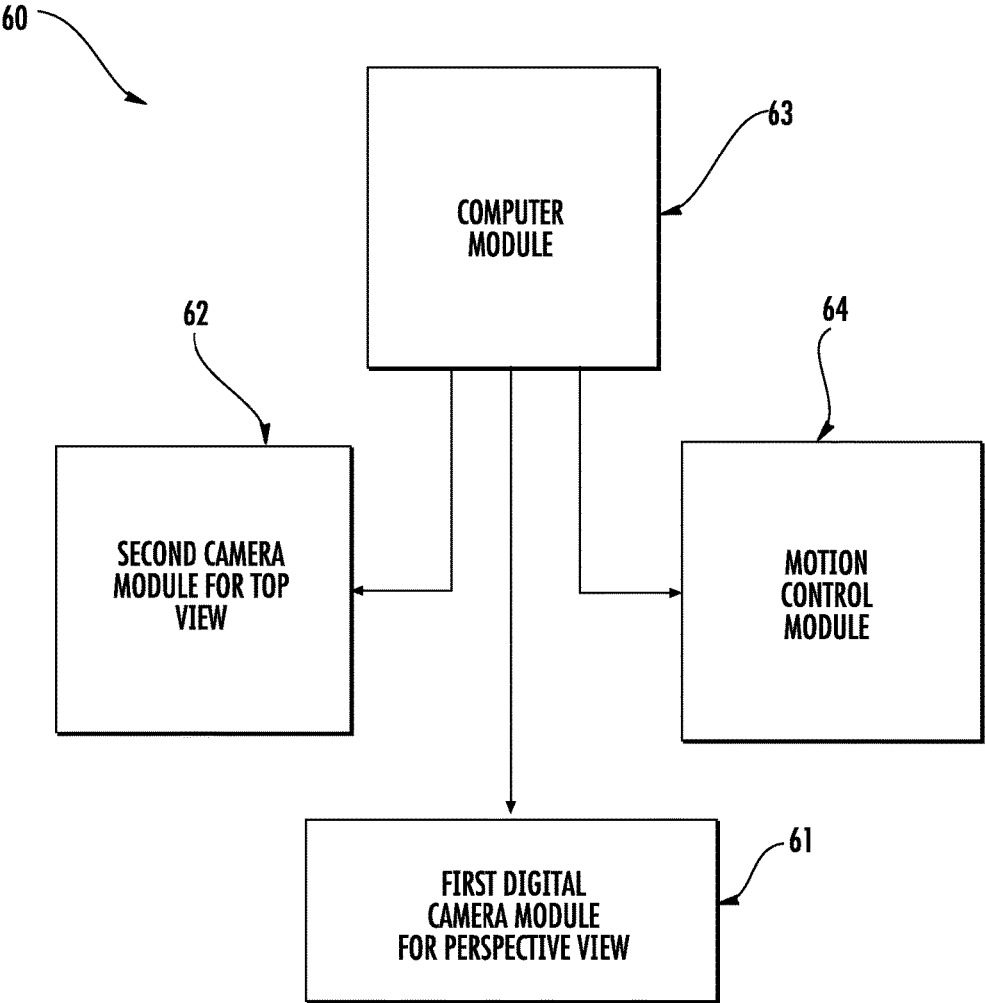 60
63
COMPUTER
MODULE
62
64
SECOND CAMERA
MODULE FOR TOP
VIEW
MOTION
CONTROL
MODULE
61
FIRST DIGITAL
CAMERA MODULE
FOR PERSPECTIVE VIEW